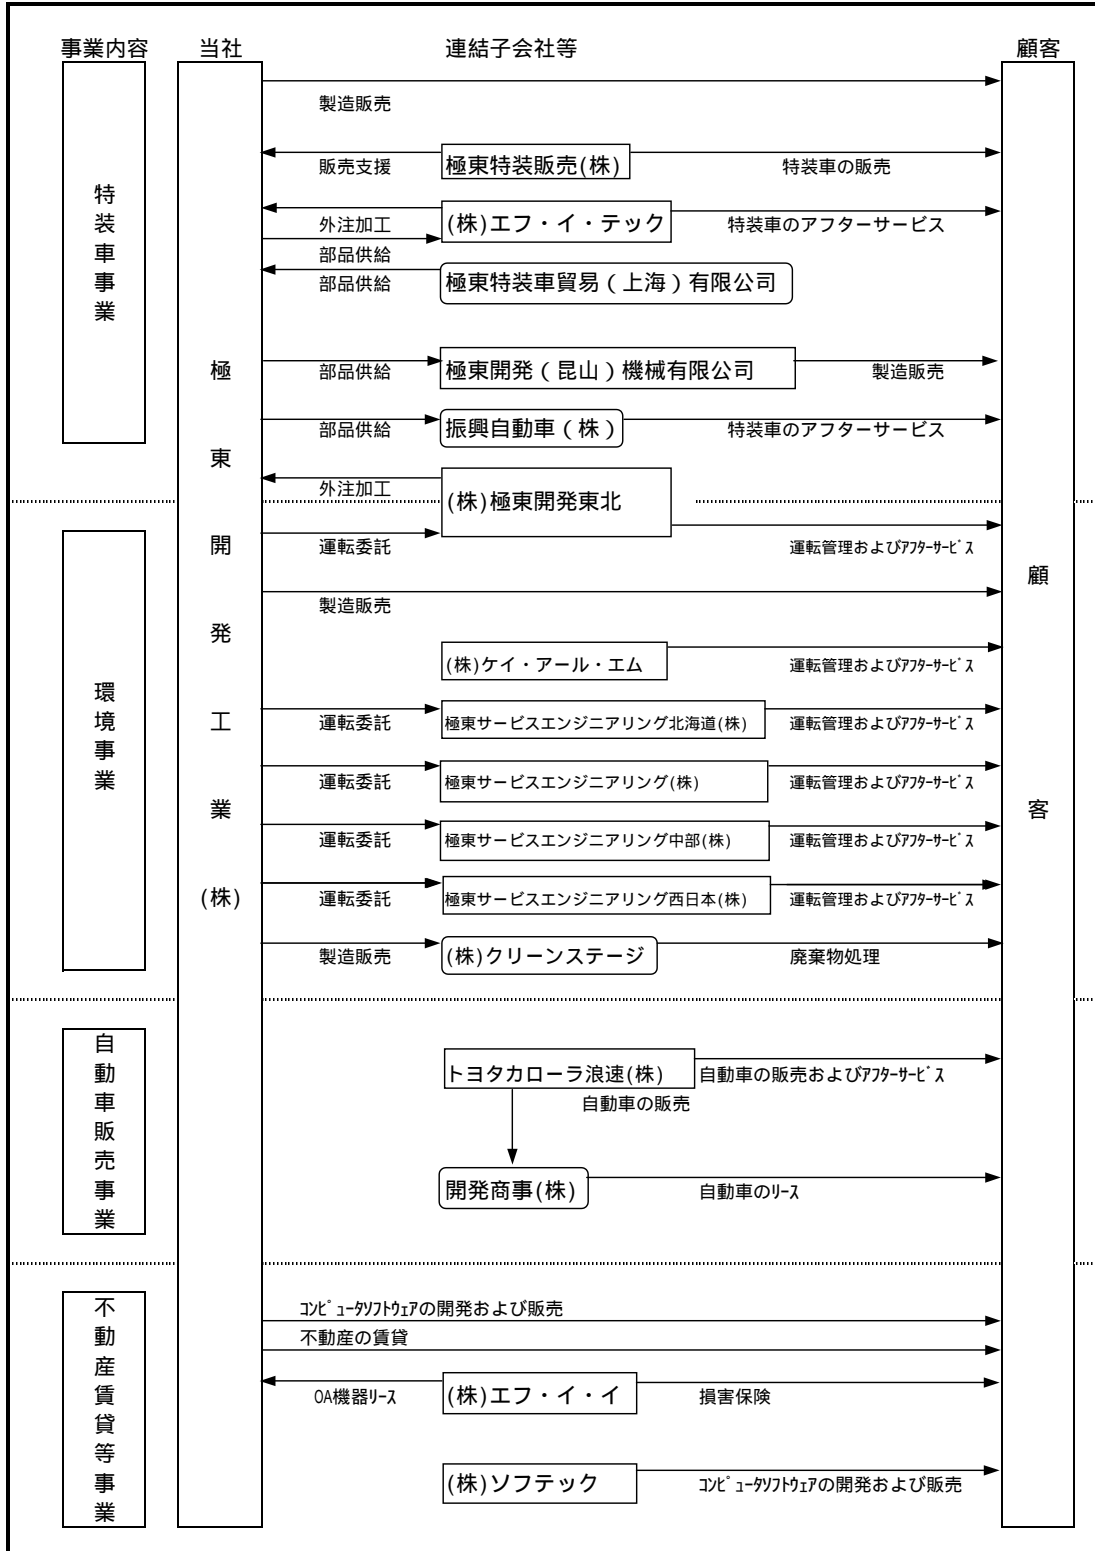 事業内容 当社 連結子会社等 顧客
特装車事業
極東開発工業(株)
顧客
製造販売
販売支援 極東特装販売(株) 特装車の販売
外注加工 (株)エフ・イ・テック 特装車のアフターサービス
部品供給
部品供給 極東特装車貿易（上海）有限公司
部品供給 極東開発（昆山）機械有限公司 製造販売
部品供給 振興自動車（株） 特装車のアフターサービス
外注加工 (株)極東開発東北
運転委託 運転管理およびｱﾌﾀｰｻｰﾋﾞｽ
環境事業
製造販売
(株)ケイ・アール・エム 運転管理およびｱﾌﾀｰｻｰﾋﾞｽ
運転委託 極東サービスエンジニアリング北海道(株) 運転管理およびｱﾌﾀｰｻｰﾋﾞｽ
運転委託 極東サービスエンジニアリング(株) 運転管理およびｱﾌﾀｰｻｰﾋﾞｽ
運転委託 極東サービスエンジニアリング中部(株) 運転管理およびｱﾌﾀｰｻｰﾋﾞｽ
運転委託 極東サービスエンジニアリング西日本(株) 運転管理およびｱﾌﾀｰｻｰﾋﾞｽ
製造販売 (株)クリーンステージ 廃棄物処理
自動車販売事業
トヨタカローラ浪速(株) 自動車の販売およびｱﾌﾀｰｻｰﾋﾞｽ
自動車の販売
開発商事(株) 自動車のﾘｰｽ
不動産賃貸等事業
ｺﾝﾋﾟｭｰﾀｿﾌﾄｳｪｱの開発および販売
不動産の賃貸
OA機器ﾘｰｽ (株)エフ・イ・イ 損害保険
(株)ソフテック ｺﾝﾋﾟｭｰﾀｿﾌﾄｳｪｱの開発および販売